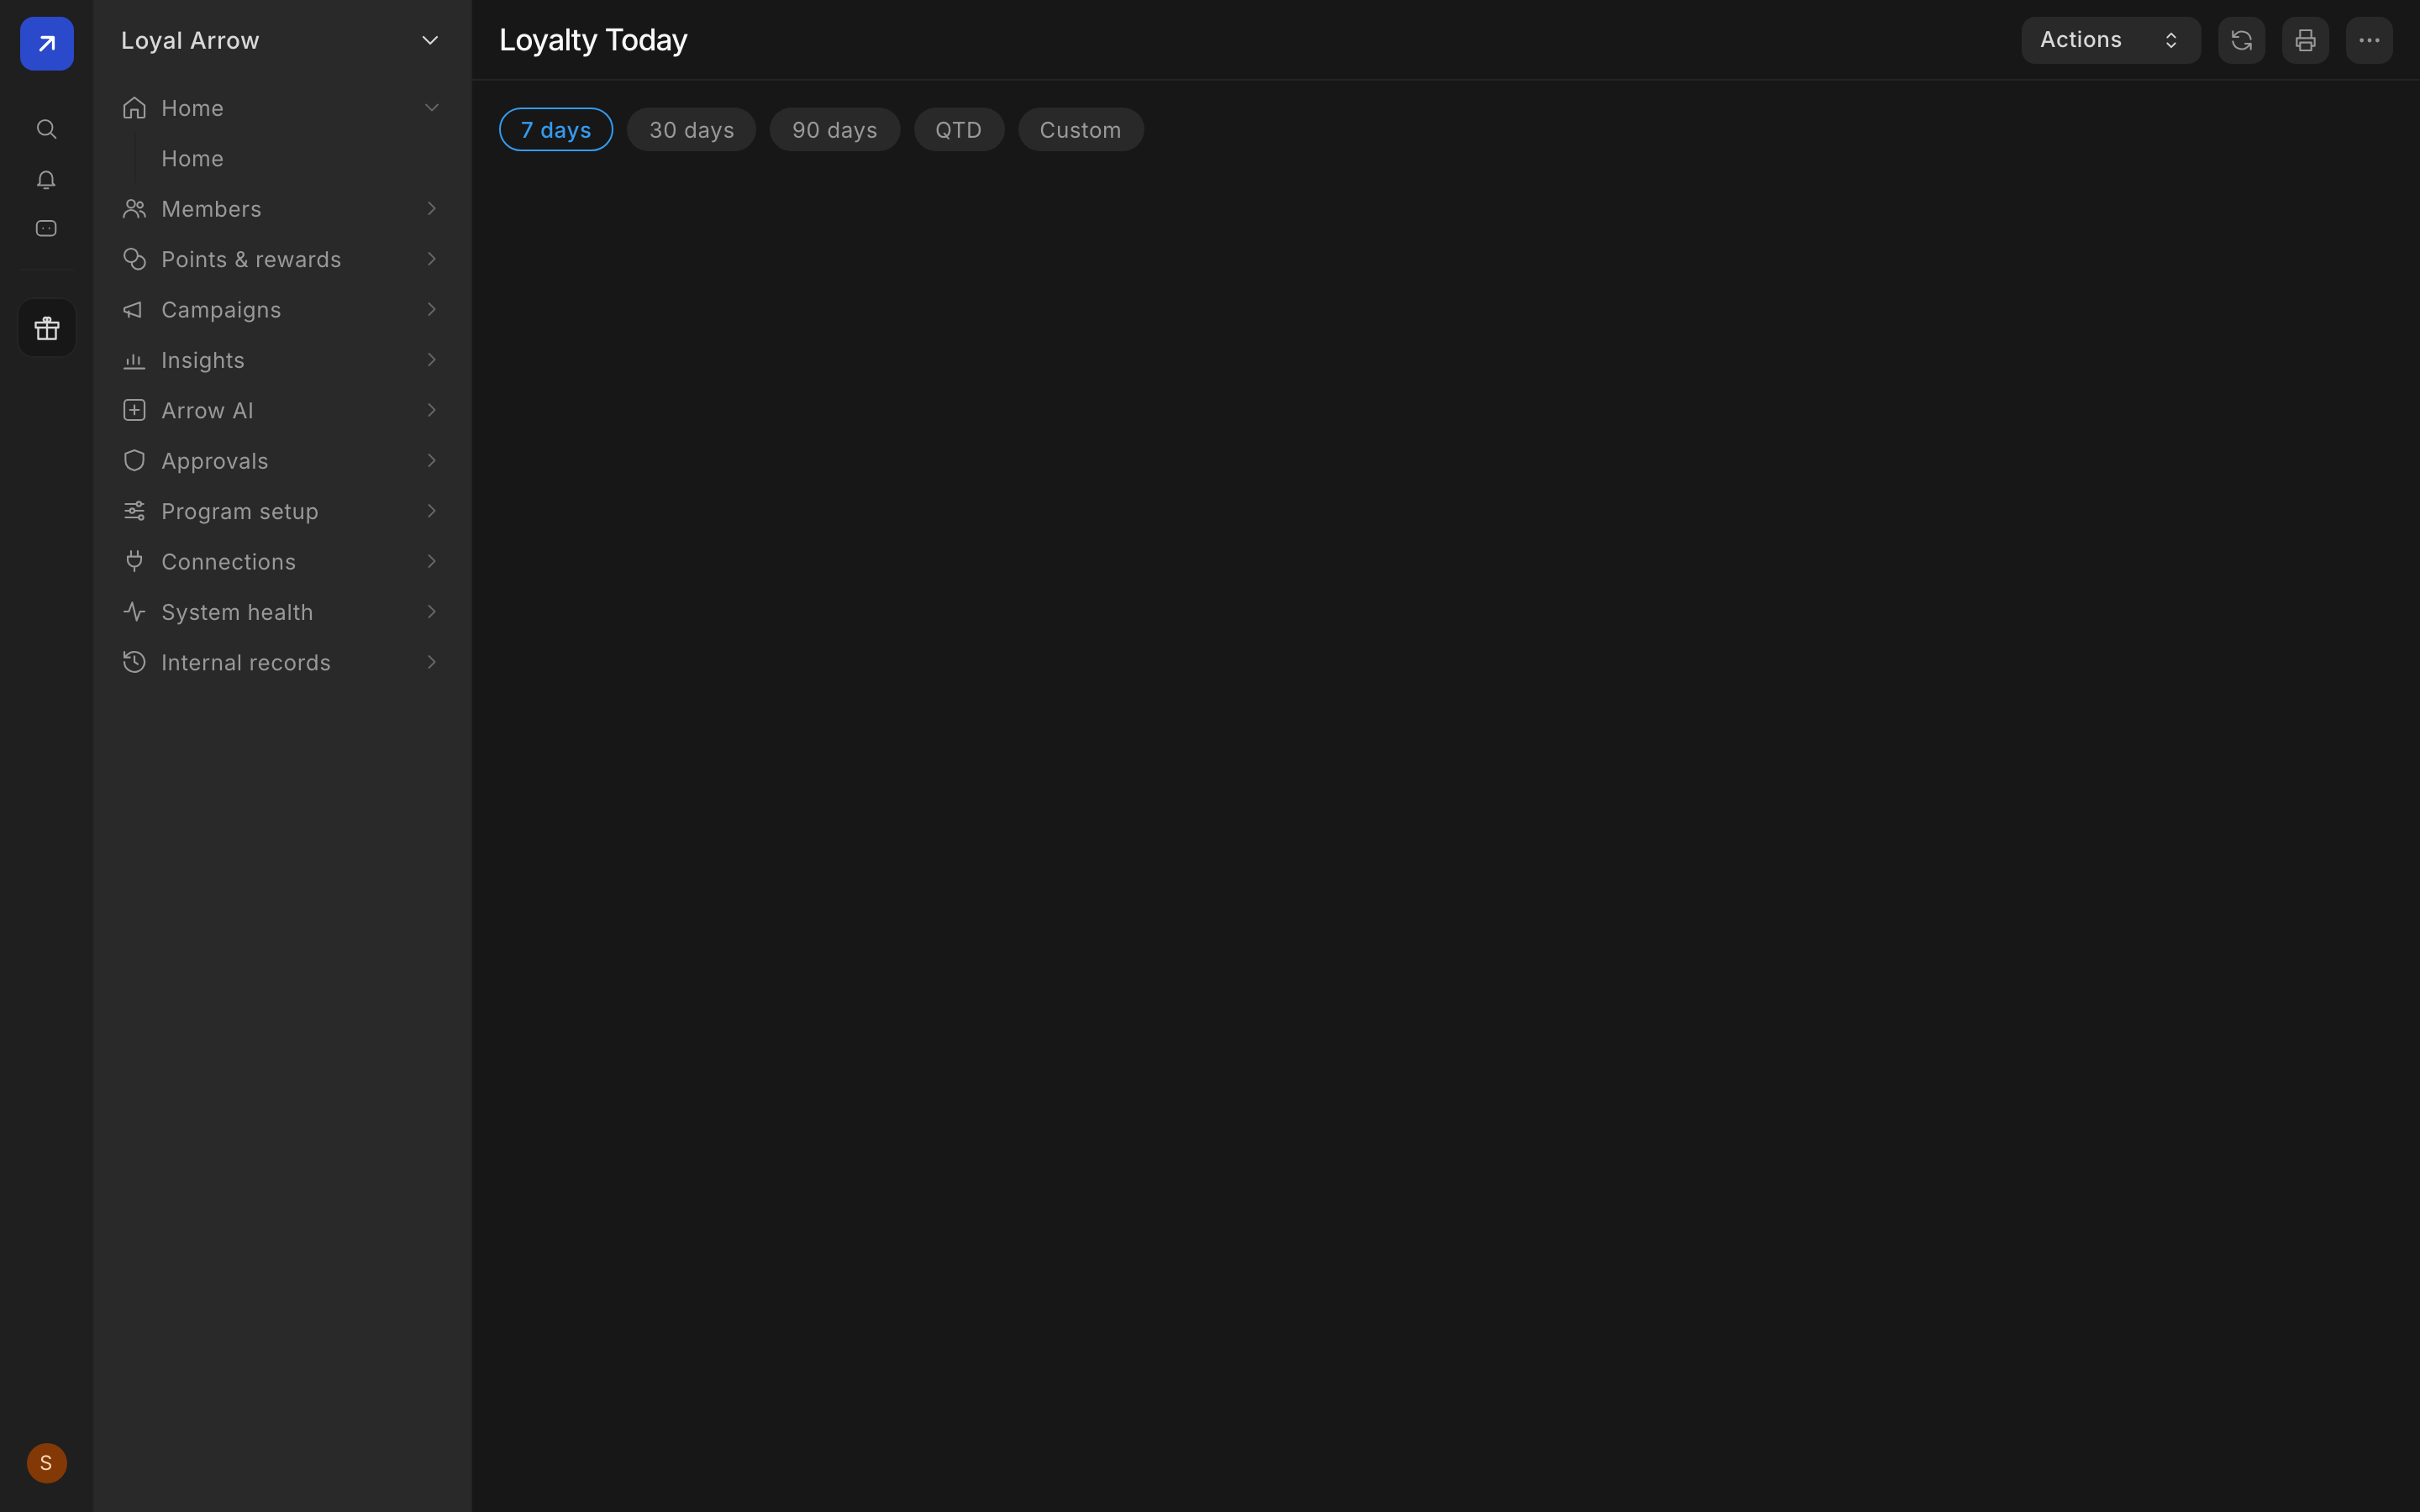 Loyal Arrow
Home
Home
Members
Points & rewards
Campaigns
Insights
Arrow AI
Approvals
Program setup
Connections
System health
Internal records
S
Loyalty Today
Actions
7 days
30 days
90 days
QTD
Custom